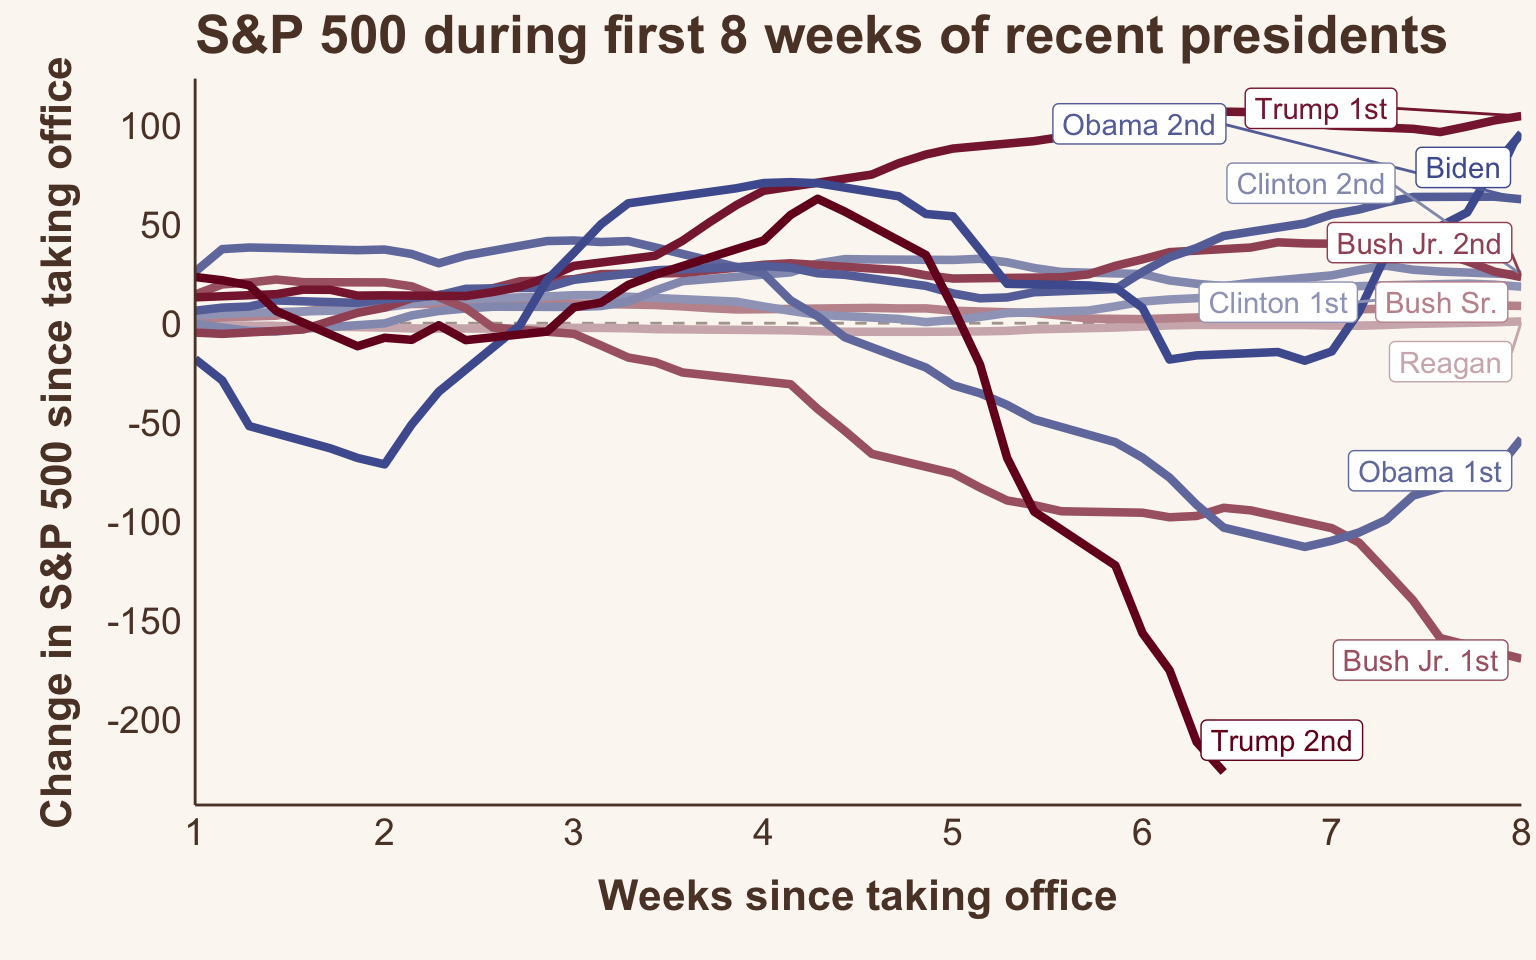 S&P 500 during first 8 weeks of recent presidents
Change in S&P 500 since taking office
100
50
0
-50
-100
-150
-200
Trump 1st
Obama 2nd
Biden
Clinton 2nd
Bush Jr. 2nd
Clinton 1st
Bush Sr.
Reagan
Obama 1st
Bush Jr. 1st
Trump 2nd
1 2 3 4 5 6 7 8
Weeks since taking office